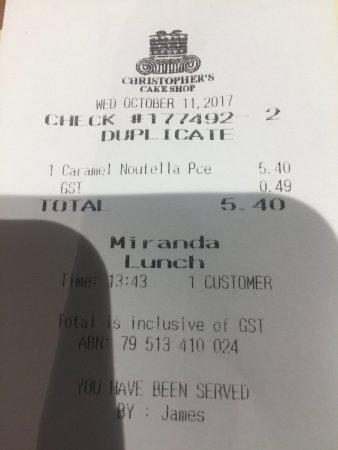 CHRISTOPHER'S
CAKE SHOP
WED OCTOBER 11, 2017
CHECK #177492- 2
DUPLICATE
1 Caramel Noutella Pce 5.40
GST 0.49
TOTAL 5.40
Miranda
Lunch
Time: 13:43 1 CUSTOMER
Total is inclusive of GST
ABN: 79 513 410 024
YOU HAVE BEEN SERVED
BY : James